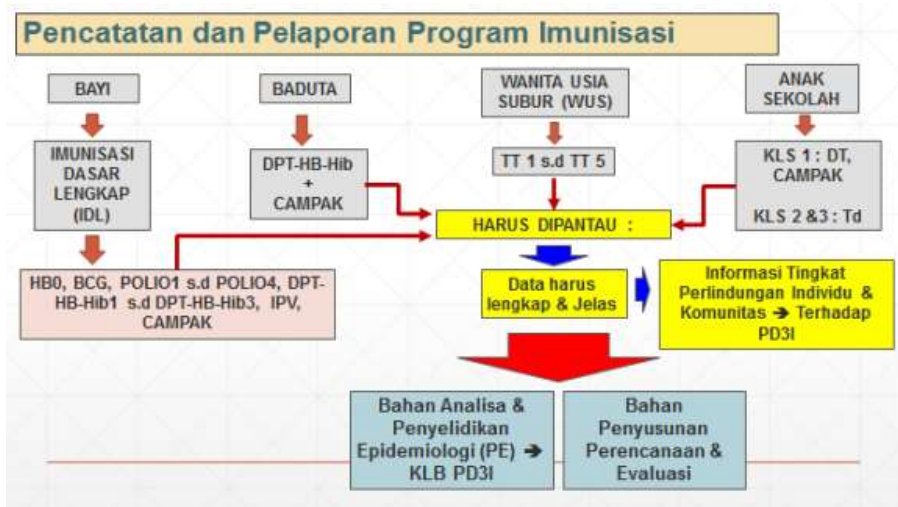 Pencatatan dan Pelaporan Program Imunisasi
BAYI
BADUTA
WANITA USIA
SUBUR (WUS)
ANAK
SEKOLAH
IMUNISASI
DASAR
LENGKAP
(IDL)
DPT-HB-Hib
+
CAMPAK
TT 1 s.d TT 5
KLS 1 : DT,
CAMPAK
KLS 2 &3 : Td
HARUS DIPANTAU :
HB0, BCG, POLIO1 s.d POLIO4, DPT-
HB-Hib1 s.d DPT-HB-Hib3, IPV,
CAMPAK
Data harus
lengkap & Jelas
Informasi Tingkat
Perlindungan Individu &
Komunitas ➔ Terhadap
PD3I
Bahan Analisa &
Penyelidikan
Epidemiologi (PE) ➔
KLB PD3I
Bahan
Penyusunan
Perencanaan &
Evaluasi